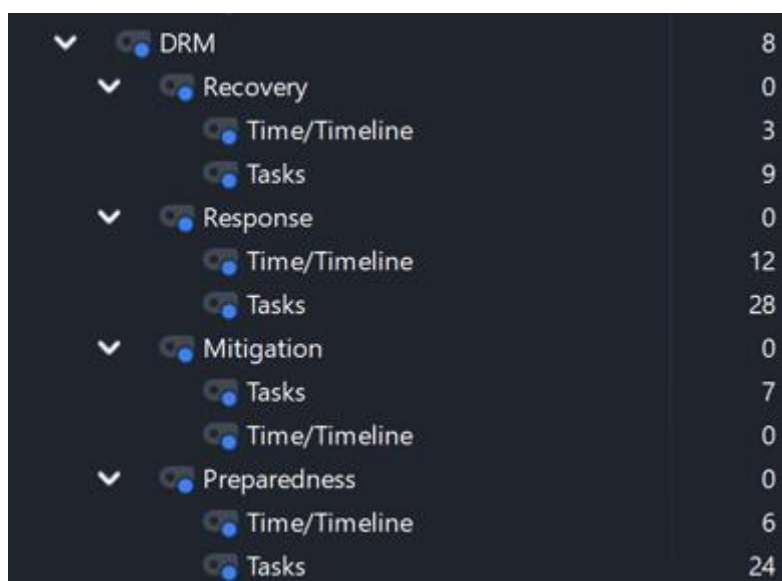 DRM 8
Recovery 0
Time/Timeline 3
Tasks 9
Response 0
Time/Timeline 12
Tasks 28
Mitigation 0
Tasks 7
Time/Timeline 0
Preparedness 0
Time/Timeline 6
Tasks 24